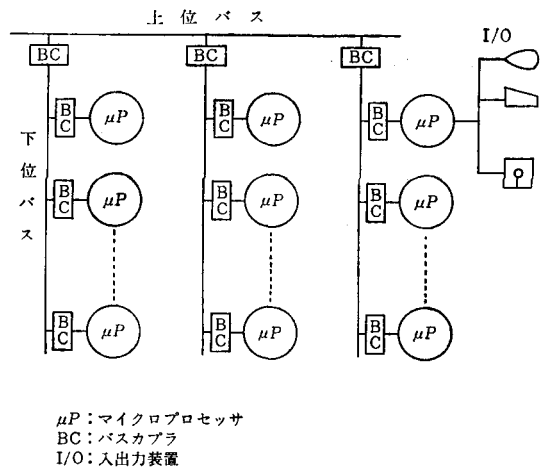 上位バス
I/O
BC BC BC
BC μP BC μP BC μP
下位バス
BC μP BC μP BC μP
BC μP BC μP BC μP
μP:マイクロプロセッサ
BC:バスカプラ
I/O:入出力装置